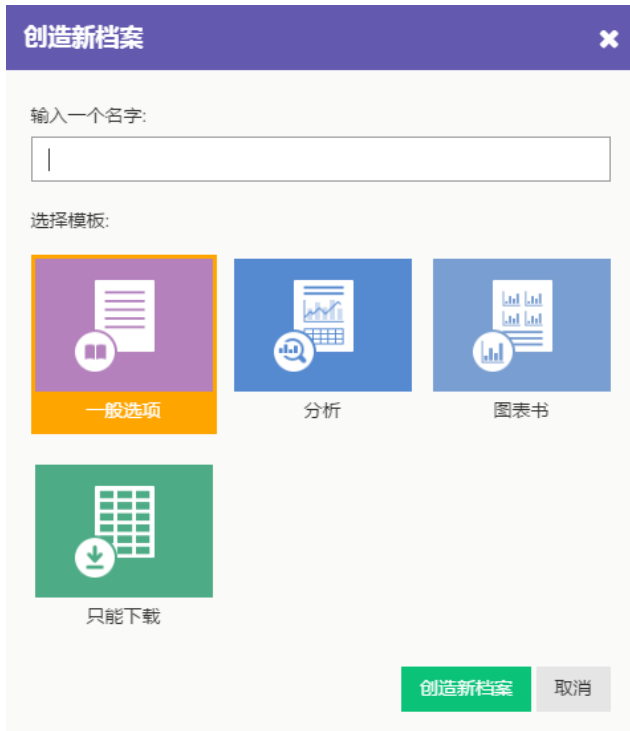 创造新档案
输入一个名字:
选择模板:
一般选项
分析
图表书
只能下载
创造新档案
取消